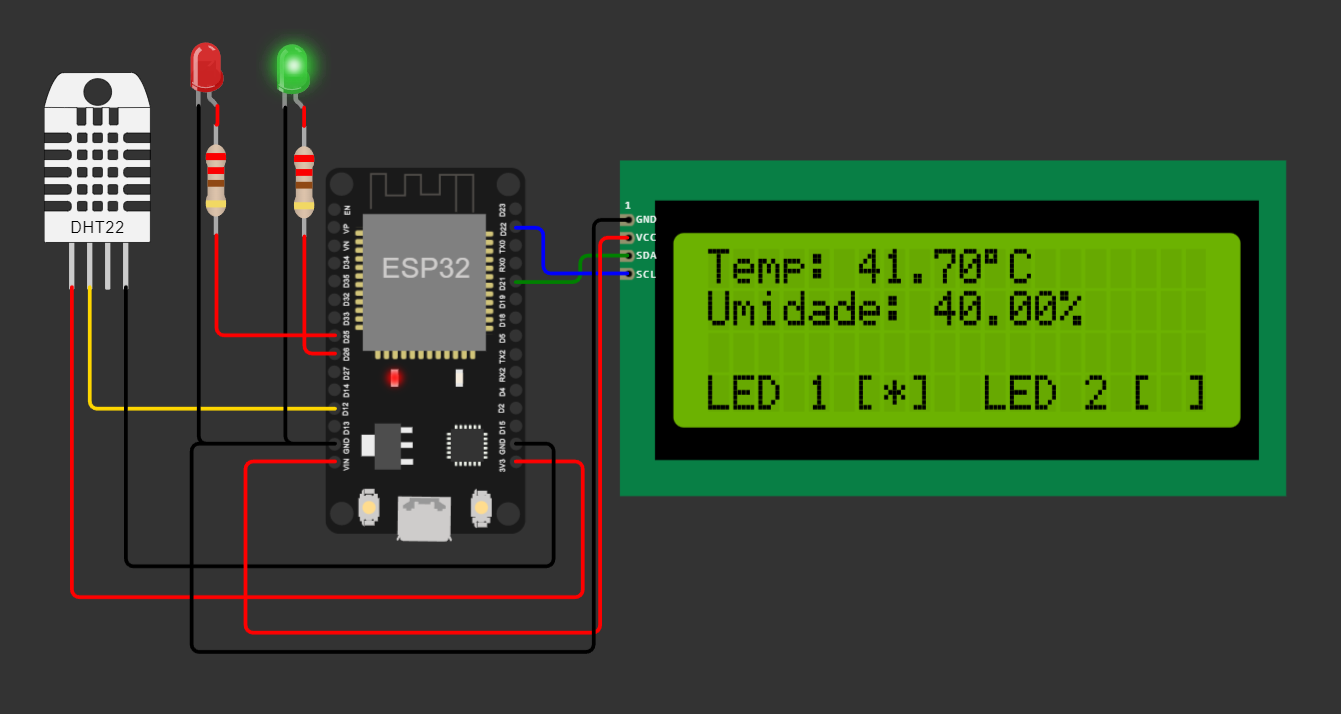 DHT22
ESP32
EN
VP
VN
D34
D35
D32
D33
D25
D26
D27
D14
D12
D13
GND
VIN
D23
D22
TX0
RX0
D21
D19
D18
D5
TX2
RX2
D4
D2
D15
GND
3V3
1
GND
VCC
SDA
SCL
Temp: 41.70°C
Umidade: 40.00%
LED 1 [*] LED 2 [ ]